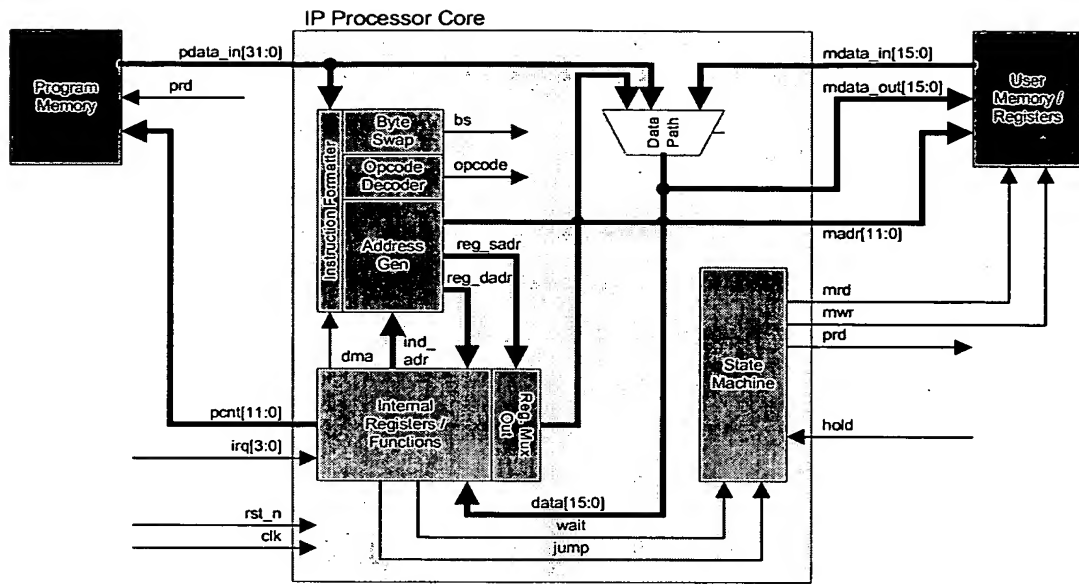 IP Processor Core
pdata_in[31:0]
mdata_in[15:0]
Program
Memory
prd
mdata_out[15:0]
User
Memory /
Registers
Instruction Formatter
Byte
Swap
bs
Data
Path
Opcode
Decoder
opcode
Address
Gen
madr[11:0]
reg_sadr
reg_dadr
mrd
mwr
prd
dma
ind_
adr
State
Machine
pcnt[11:0]
Internal
Registers /
Functions
Reg. Mux
Out
hold
irq[3:0]
data[15:0]
rst_n
wait
clk
jump